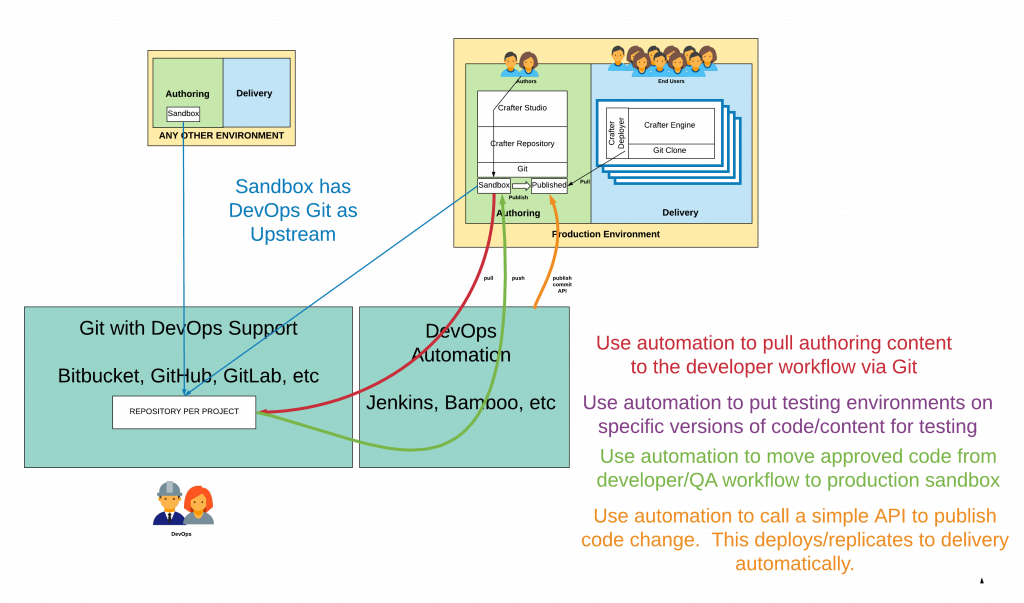 Authors
End Users
Authoring
Delivery
Sandbox
ANY OTHER ENVIRONMENT
Crafter Studio
Crafter Repository
Git
Sandbox
Published
Publish
Authoring
Crafter
Deployer
Crafter Engine
Git Clone
Pull
Delivery
Production Environment
Sandbox has
DevOps Git as
Upstream
pull
push
publish
commit
API
Git with DevOps Support
Bitbucket, GitHub, GitLab, etc
REPOSITORY PER PROJECT
DevOps
Automation
Jenkins, Bamboo, etc
DevOps
Use automation to pull authoring content
to the developer workflow via Git
Use automation to put testing environments on
specific versions of code/content for testing
Use automation to move approved code from
developer/QA workflow to production sandbox
Use automation to call a simple API to publish
code change.  This deploys/replicates to delivery
automatically.